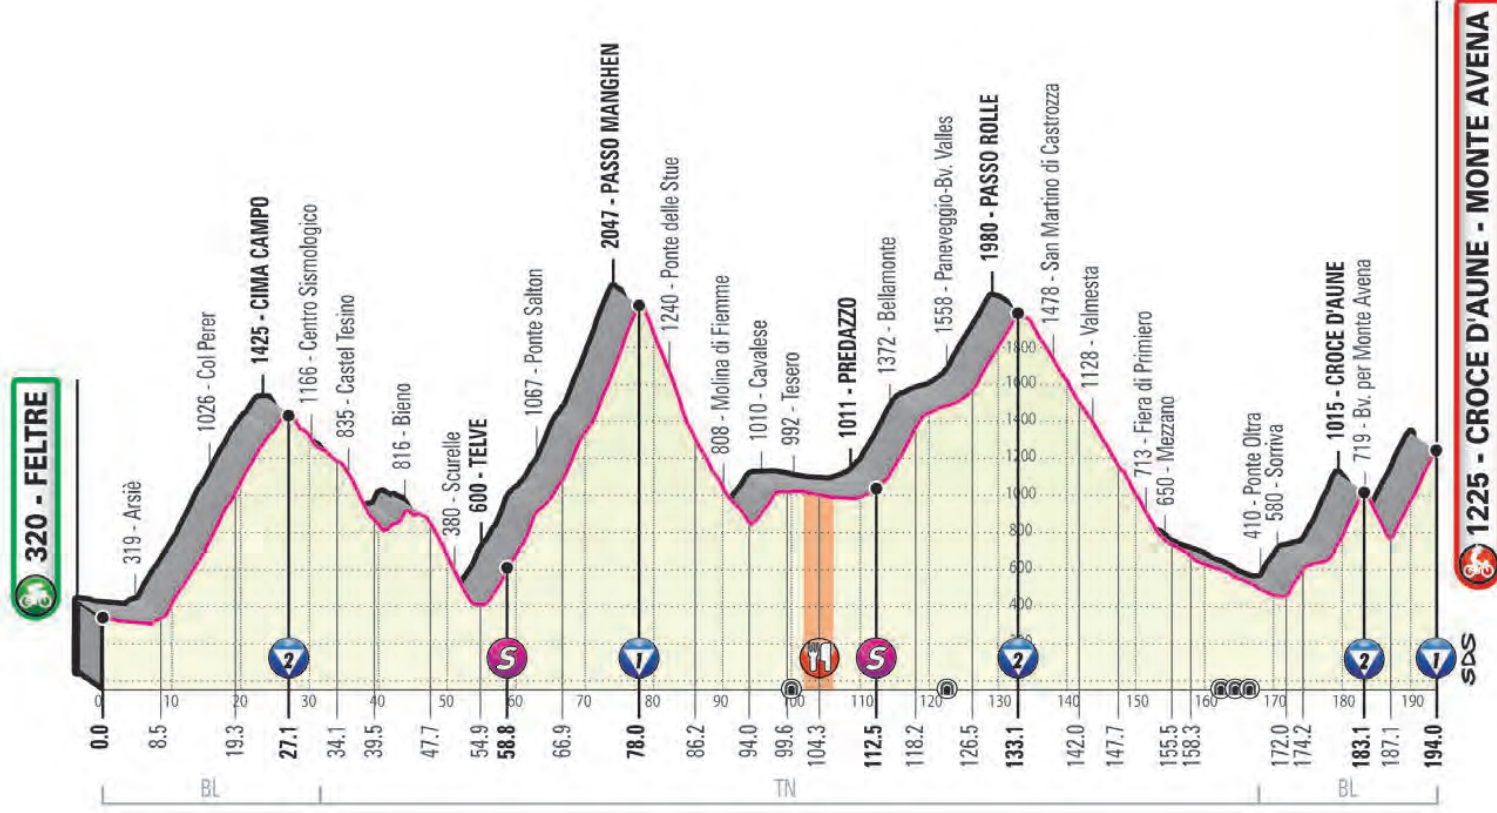 320 - FELTRE
319 - Arsiè
1026 - Col Perer
1425 - CIMA CAMPO
1166 - Centro Sismologico
835 - Castel Tesino
816 - Bieno
380 - Scurelle
600 - TELVE
1067 - Ponte Salton
2047 - PASSO MANGHEN
1240 - Ponte delle Stue
808 - Molina di Fiemme
1010 - Cavalese
992 - Tesero
1011 - PREDAZZO
1372 - Bellamonte
1558 - Paneveggio-Bv. Valles
1980 - PASSO ROLLE
1478 - San Martino di Castrozza
1128 - Valmesta
713 - Fiera di Primiero
650 - Mezzano
410 - Ponte Oltra
580 - Sorriva
1015 - CROCE D'AUNE
719 - Bv. per Monte Avena
1225 - CROCE D'AUNE - MONTE AVENA
1800
1600
1400
1200
1000
800
600
400
2 S 1 S 2 2 1
SDS
0 10 20 30 40 50 60 70 80 90 100 110 120 130 140 150 160 170 180 190
0.0 8.5 19.3 27.1 34.1 39.5 47.7 54.9 58.8 66.9 78.0 86.2 94.0 99.6 104.3 112.5 118.2 126.5 133.1 142.0 147.7 155.5 158.3 172.0 174.2 183.1 187.1 194.0
BL TN BL